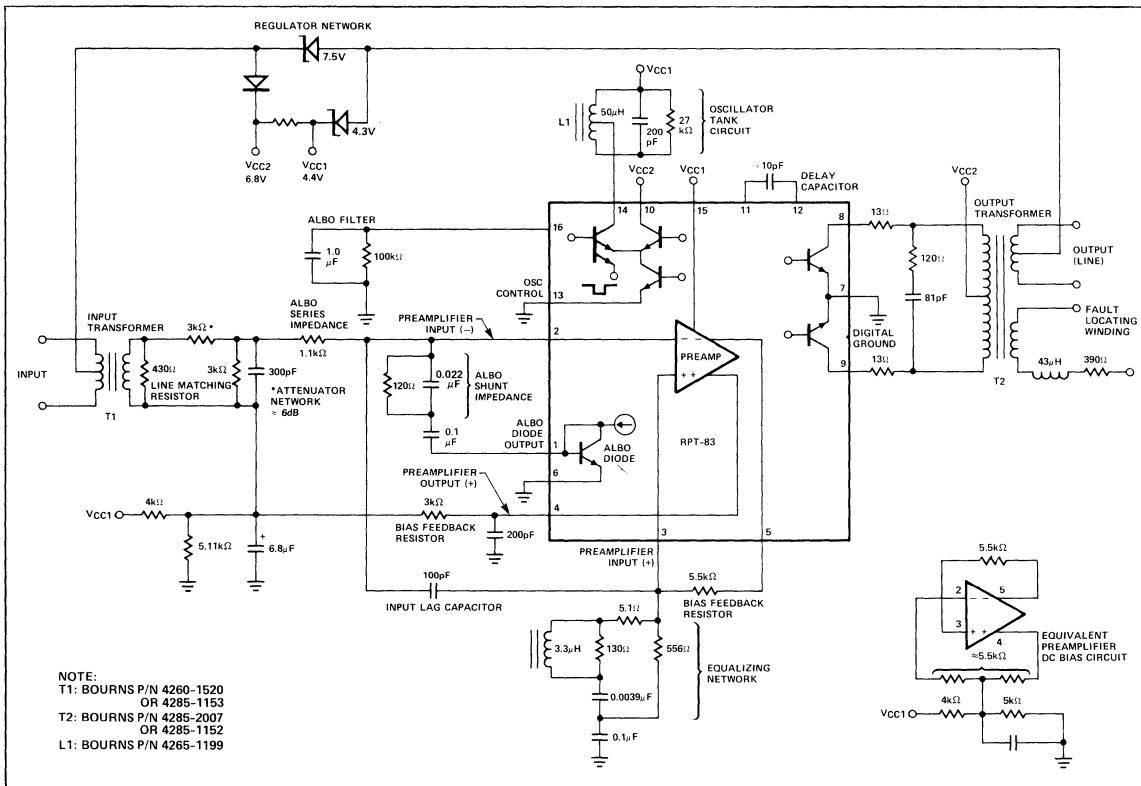 REGULATOR NETWORK
7.5V
4.3V
VCC2
6.8V
VCC1
4.4V
VCC1
L1
50µH
200
pF
27
kΩ
OSCILLATOR
TANK
CIRCUIT
VCC2
VCC1
10pF
DELAY
CAPACITOR
14
10
15
11
12
ALBO FILTER
16
1.0
µF
100kΩ
OSC
CONTROL
13
8
13Ω
7
DIGITAL
GROUND
9
13Ω
VCC2
120Ω
81pF
OUTPUT
TRANSFORMER
OUTPUT
(LINE)
FAULT
LOCATING
WINDING
43µH
390Ω
T2
INPUT
TRANSFORMER
INPUT
T1
3kΩ *
430Ω
LINE MATCHING
RESISTOR
3kΩ
300pF
*ATTENUATOR
NETWORK
≈ 6dB
ALBO
SERIES
IMPEDANCE
1.1kΩ
PREAMPLIFIER
INPUT (−)
2
120Ω
0.022
µF
ALBO
SHUNT
IMPEDANCE
0.1
µF
ALBO
DIODE
OUTPUT
1
6
ALBO
DIODE
− −
PREAMP
+ +
RPT-83
PREAMPLIFIER
OUTPUT (+)
4
VCC1
4kΩ
5.11kΩ
+
6.8µF
3kΩ
BIAS FEEDBACK
RESISTOR
200pF
3
5
PREAMPLIFIER
INPUT (+)
100pF
INPUT LAG CAPACITOR
5.5kΩ
BIAS FEEDBACK
RESISTOR
5.1Ω
3.3µH
130Ω
556Ω
0.0039µF
0.1µF
EQUALIZING
NETWORK
5.5kΩ
2
− −
5
3
+ +
4
EQUIVALENT
PREAMPLIFIER
DC BIAS CIRCUIT
≈5.5kΩ
VCC1
4kΩ
5kΩ
NOTE:
T1: BOURNS P/N 4260-1520
OR 4285-1153
T2: BOURNS P/N 4285-2007
OR 4285-1152
L1: BOURNS P/N 4265-1199